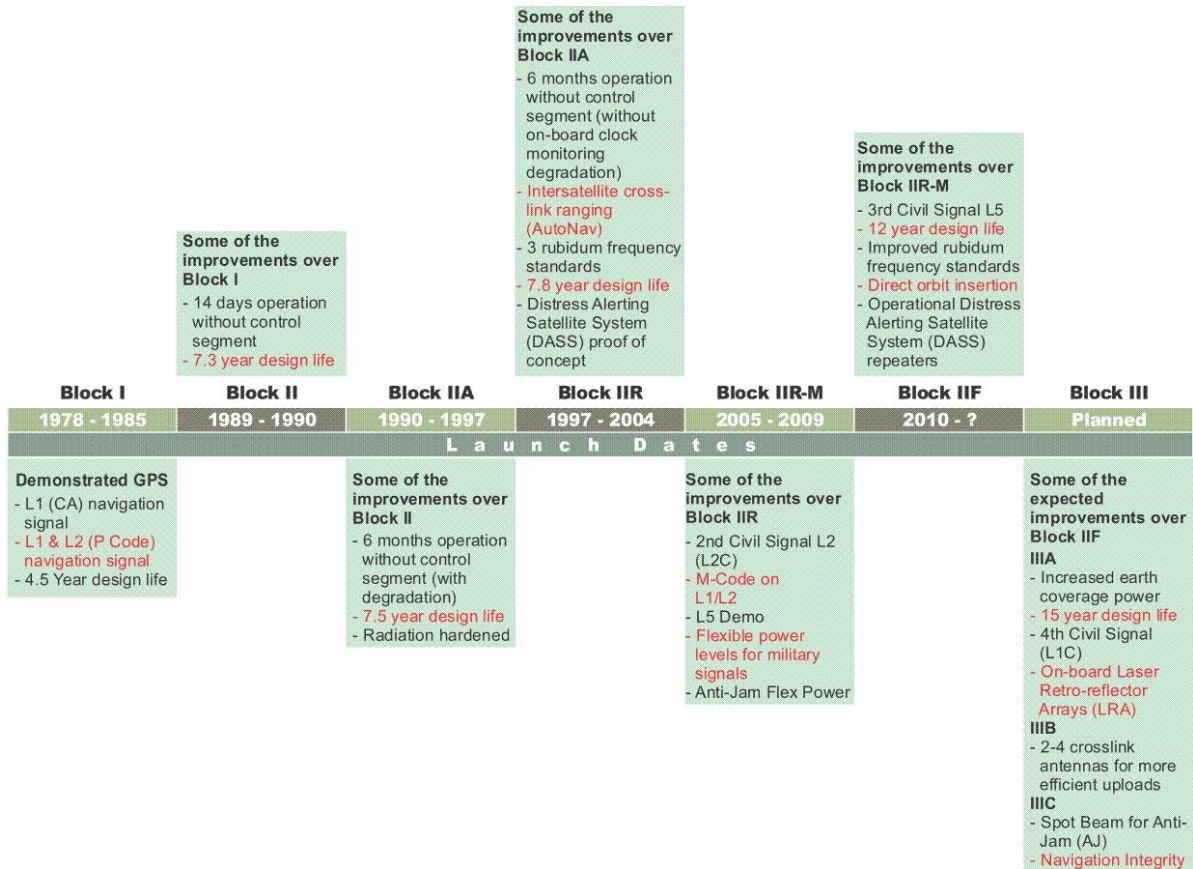 Some of the
improvements over
Block IIA
- 6 months operation
without control
segment (without
on-board clock
monitoring
degradation)
- Intersatellite cross-
link ranging
(AutoNav)
- 3 rubidum frequency
standards
- 7.8 year design life
- Distress Alerting
Satellite System
(DASS) proof of
concept
Some of the
improvements over
Block IIR-M
- 3rd Civil Signal L5
- 12 year design life
- Improved rubidum
frequency standards
- Direct orbit insertion
- Operational Distress
Alerting Satellite
System (DASS)
repeaters
Some of the
improvements over
Block I
- 14 days operation
without control
segment
- 7.3 year design life
Block I
Block II
Block IIA
Block IIR
Block IIR-M
Block IIF
Block III
1978 - 1985
1989 - 1990
1990 - 1997
1997 - 2004
2005 - 2009
2010 - ?
Planned
Launch Dates
Demonstrated GPS
- L1 (CA) navigation
signal
- L1 & L2 (P Code)
navigation signal
- 4.5 Year design life
Some of the
improvements over
Block II
- 6 months operation
without control
segment (with
degradation)
- 7.5 year design life
- Radiation hardened
Some of the
improvements over
Block IIR
- 2nd Civil Signal L2
(L2C)
- M-Code on
L1/L2
- L5 Demo
- Flexible power
levels for military
signals
- Anti-Jam Flex Power
Some of the
expected
improvements over
Block IIF
IIIA
- Increased earth
coverage power
- 15 year design life
- 4th Civil Signal
(L1C)
- On-board Laser
Retro-reflector
Arrays (LRA)
IIIB
- 2-4 crosslink
antennas for more
efficient uploads
IIIC
- Spot Beam for Anti-
Jam (AJ)
- Navigation Integrity